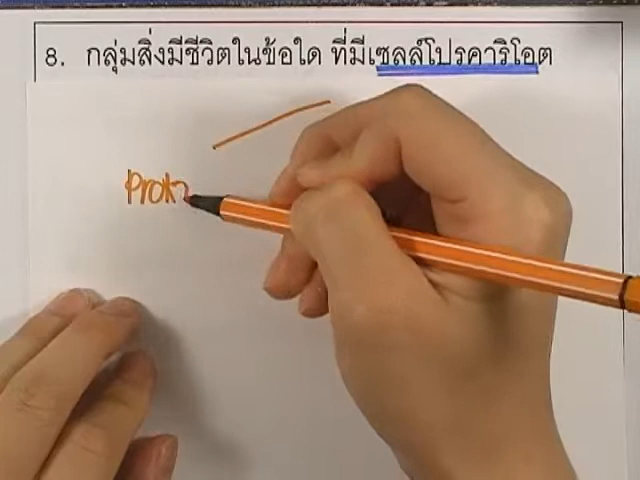 8. กลุ่มสิ่งมีชีวิตในข้อใด ที่มีเซลล์โปรคาริโอต
Prok